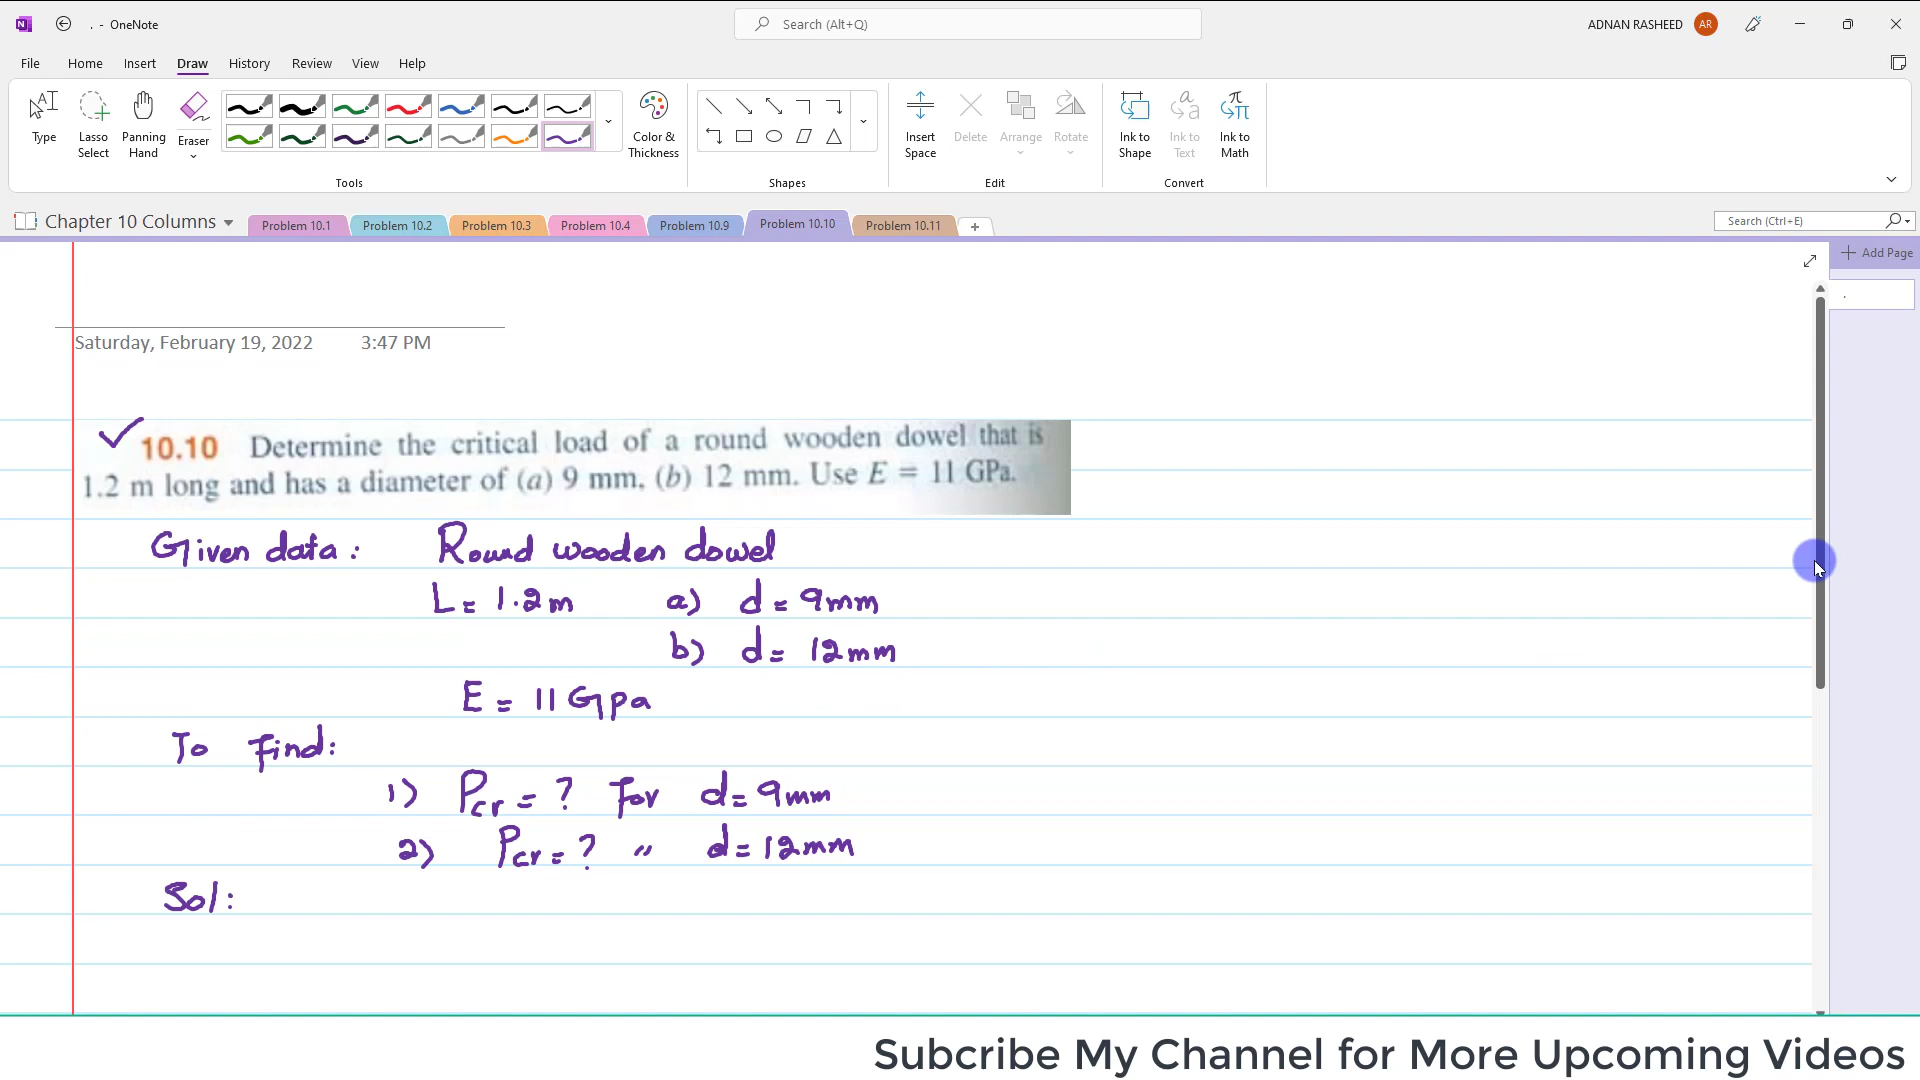 . - OneNote
Search (Alt+Q)
ADNAN RASHEED AR
File Home Insert Draw History Review View Help
Type
Lasso Select
Panning Hand
Eraser
Color & Thickness
Insert Space
Delete
Arrange
Rotate
Ink to Shape
Ink to Text
Ink to Math
Tools Shapes Edit Convert
Chapter 10 Columns
Problem 10.1 Problem 10.2 Problem 10.3 Problem 10.4 Problem 10.9 Problem 10.10 Problem 10.11 +
Search (Ctrl+E)
Add Page
Saturday, February 19, 2022 3:47 PM
10.10 Determine the critical load of a round wooden dowel that is
1.2 m long and has a diameter of (a) 9 mm, (b) 12 mm. Use E = 11 GPa.
Given data: Round wooden dowel
L = 1.2m a) d = 9mm
b) d = 12mm
E = 11 Gpa
To find:
1) Pcr = ? for d = 9mm
2) Pcr = ? " d = 12mm
Sol:
Subcribe My Channel for More Upcoming Videos